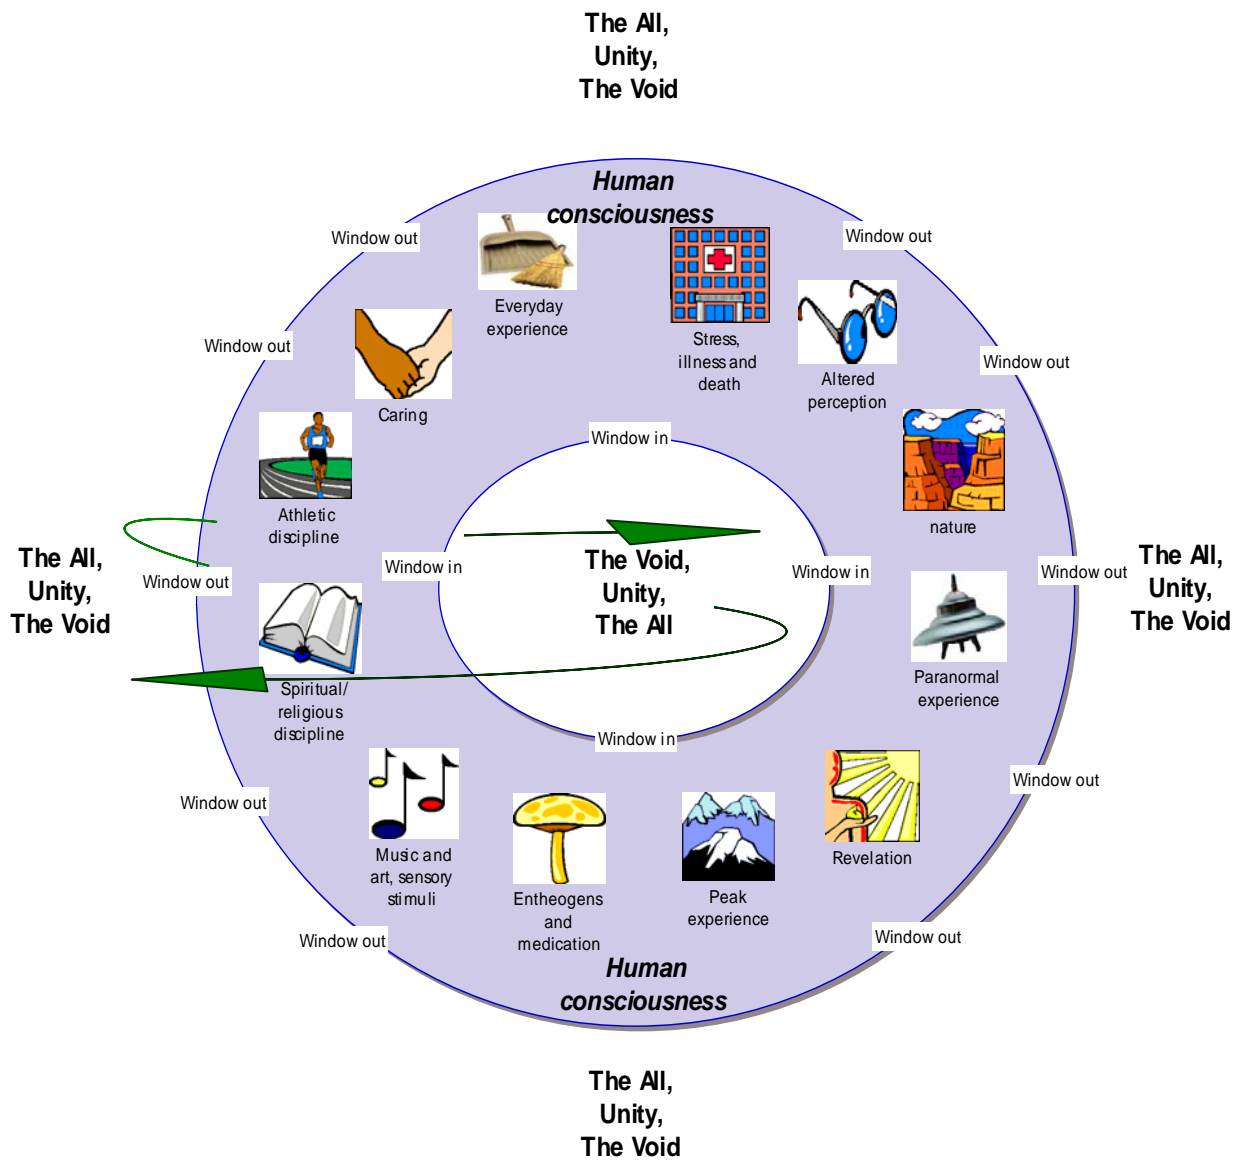 The All,
Unity,
The Void
Human
consciousness
Window out
Window out
Everyday
experience
Stress,
illness and
death
Window out
Window out
Altered
perception
Caring
Window in
nature
Athletic
discipline
The All,
Unity,
The Void
Window out
Window in
The Void,
Unity,
The All
Window in
Window out
The All,
Unity,
The Void
Paranormal
experience
Spiritual/
religious
discipline
Window in
Window out
Window out
Music and
art, sensory
stimuli
Entheogens
and
medication
Peak
experience
Revelation
Window out
Window out
Human
consciousness
The All,
Unity,
The Void